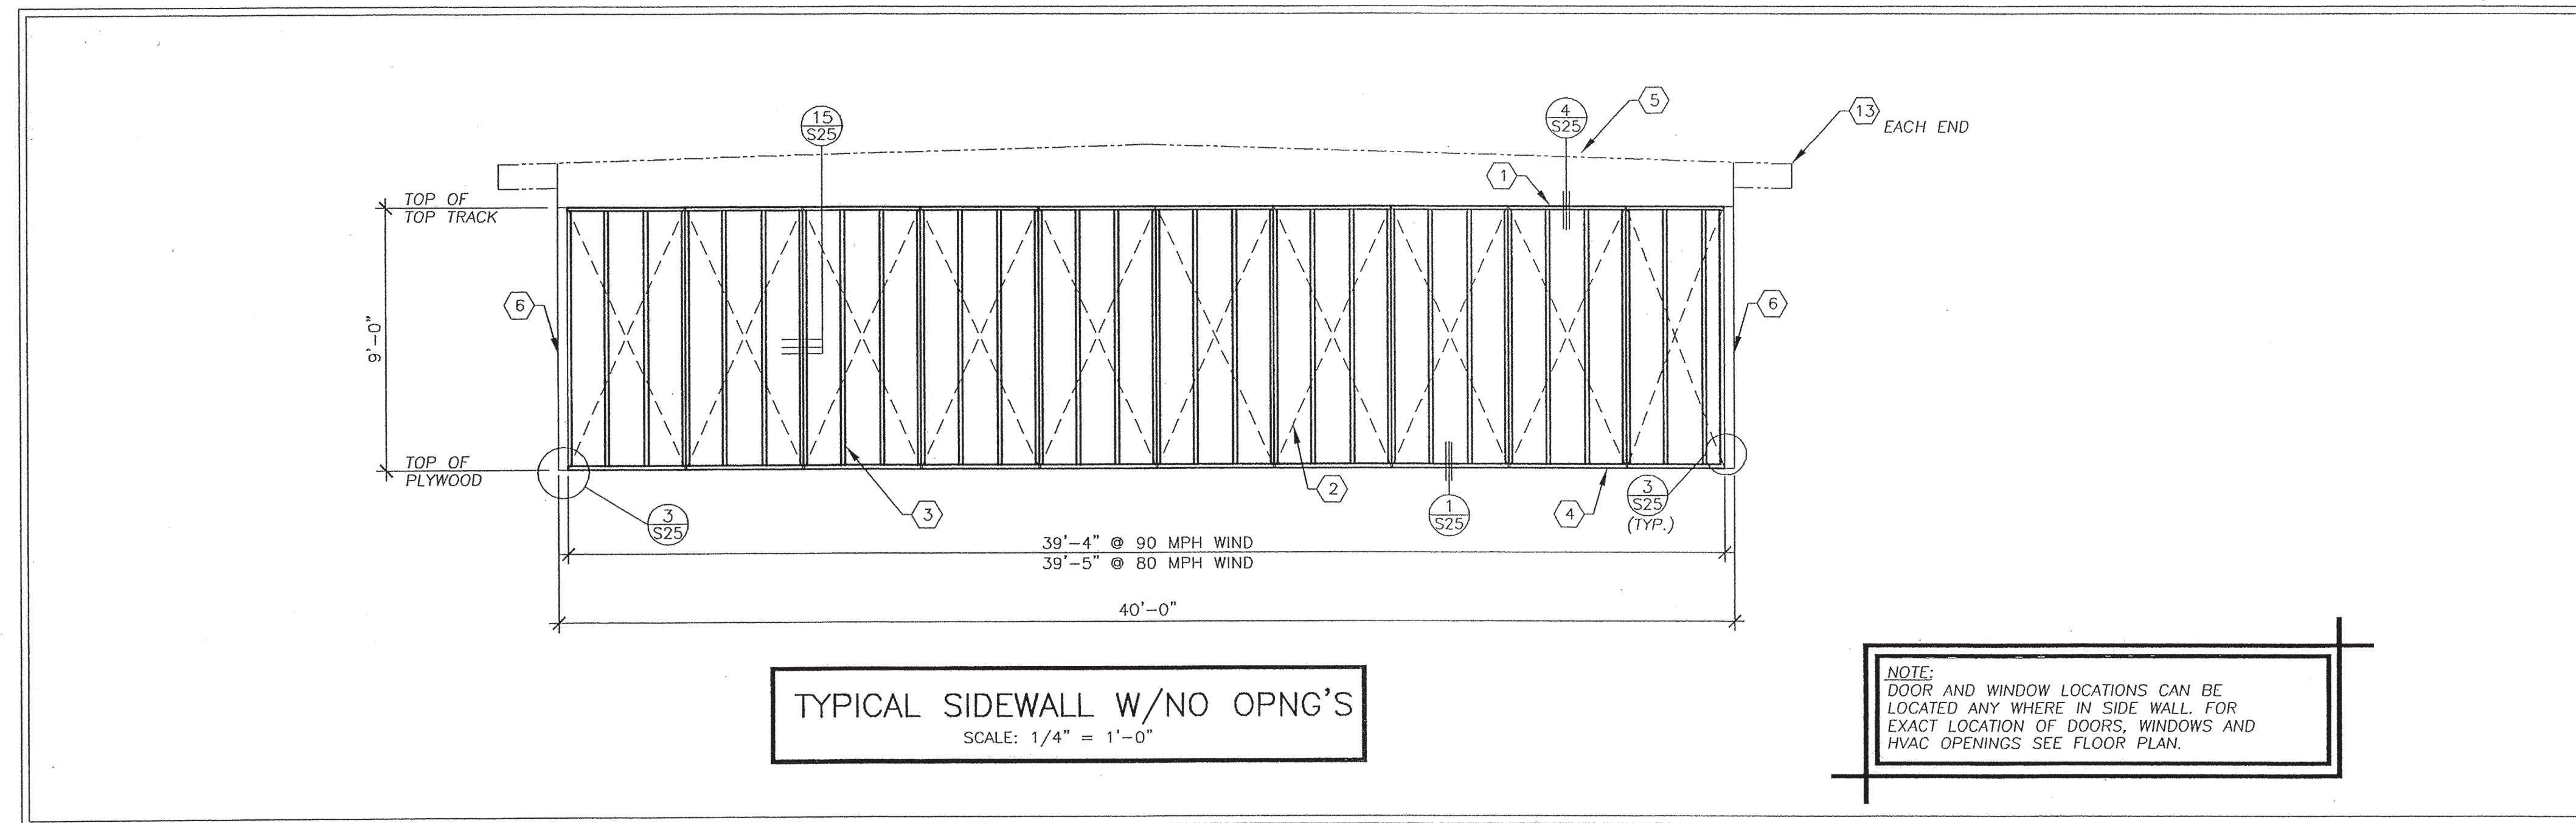 15
S25
4
S25
5
13
EACH END
1
TOP OF
TOP TRACK
6
6
9'-0"
TOP OF
PLYWOOD
3
S25
3
2
1
S25
4
3
S25
(TYP.)
39'-4" @ 90 MPH WIND
39'-5" @ 80 MPH WIND
40'-0"
TYPICAL SIDEWALL W/NO OPNG'S
SCALE: 1/4" = 1'-0"
NOTE:
DOOR AND WINDOW LOCATIONS CAN BE
LOCATED ANY WHERE IN SIDE WALL. FOR
EXACT LOCATION OF DOORS, WINDOWS AND
HVAC OPENINGS SEE FLOOR PLAN.